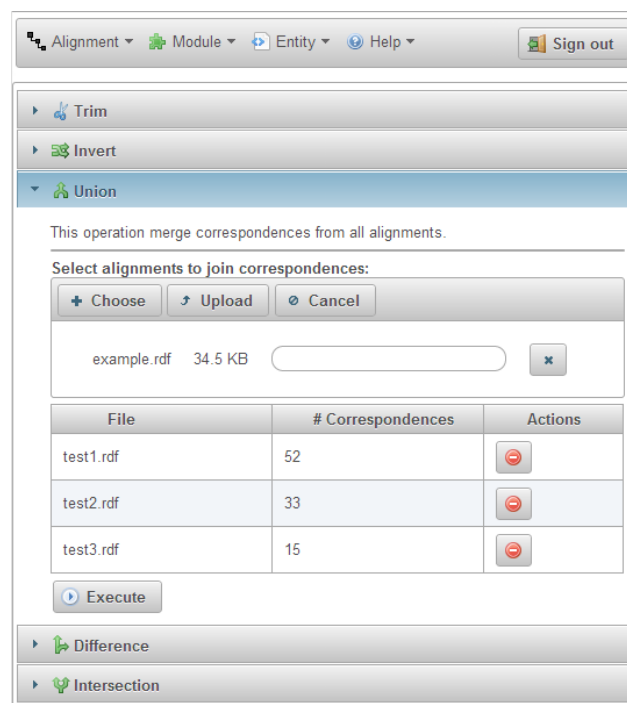 Alignment Module Entity Help Sign out
Trim
Invert
Union
This operation merge correspondences from all alignments.
Select alignments to join correspondences:
Choose Upload Cancel
example.rdf 34.5 KB
File # Correspondences Actions
test1.rdf 52
test2.rdf 33
test3.rdf 15
Execute
Difference
Intersection